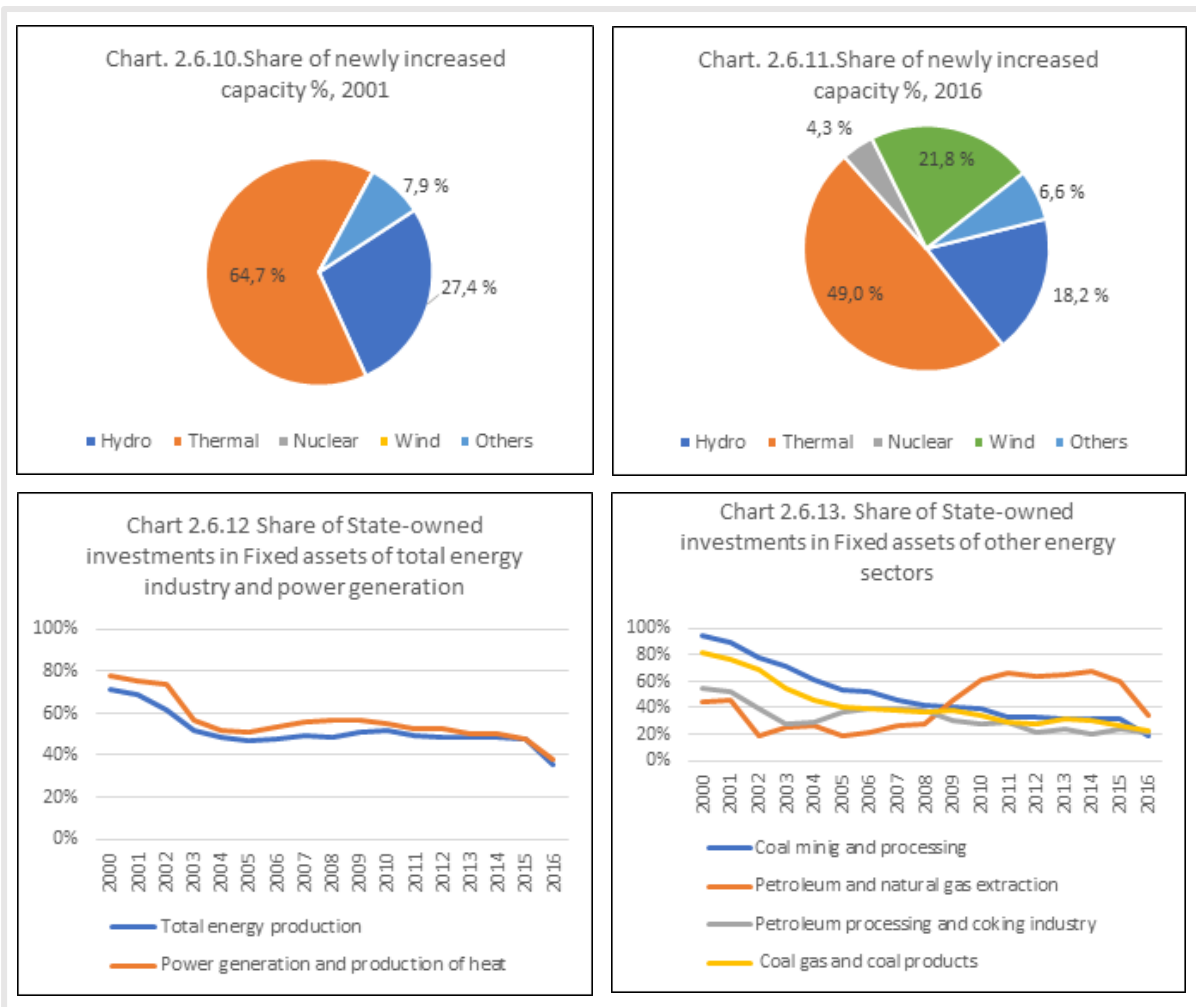 Chart. 2.6.10.Share of newly increased
capacity %, 2001
7,9 %
64,7 %
27,4 %
Hydro Thermal Nuclear Wind Others
Chart. 2.6.11.Share of newly increased
capacity %, 2016
4,3 %
21,8 %
6,6 %
49,0 %
18,2 %
Hydro Thermal Nuclear Wind Others
Chart 2.6.12 Share of State-owned
investments in Fixed assets of total energy
industry and power generation
100%
80%
60%
40%
20%
0%
2000 2001 2002 2003 2004 2005 2006 2007 2008 2009 2010 2011 2012 2013 2014 2015 2016
Total energy production
Power generation and production of heat
Chart 2.6.13. Share of State-owned
investments in Fixed assets of other energy
sectors
100%
80%
60%
40%
20%
0%
2000 2001 2002 2003 2004 2005 2006 2007 2008 2009 2010 2011 2012 2013 2014 2015 2016
Coal minig and processing
Petroleum and natural gas extraction
Petroleum processing and coking industry
Coal gas and coal products